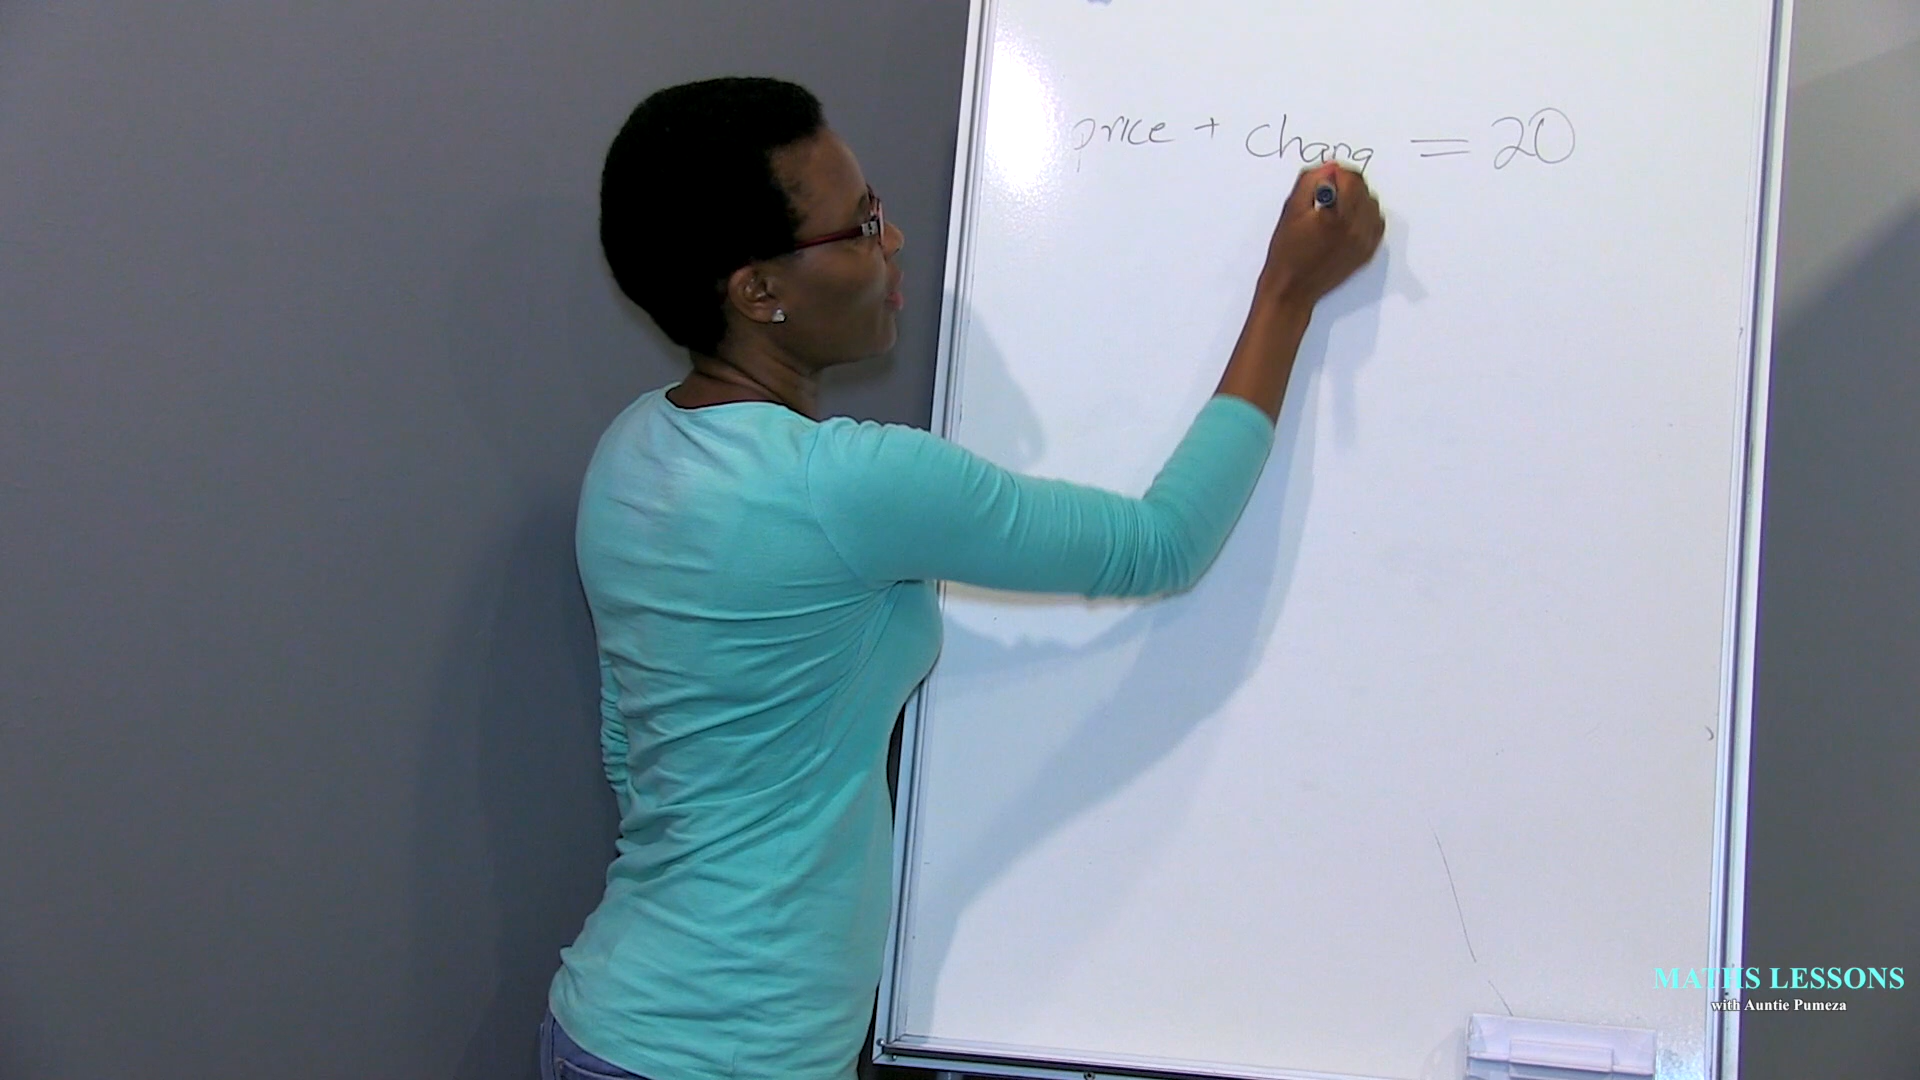 price + chang = 20
MATHS LESSONS
with Auntie Pumeza